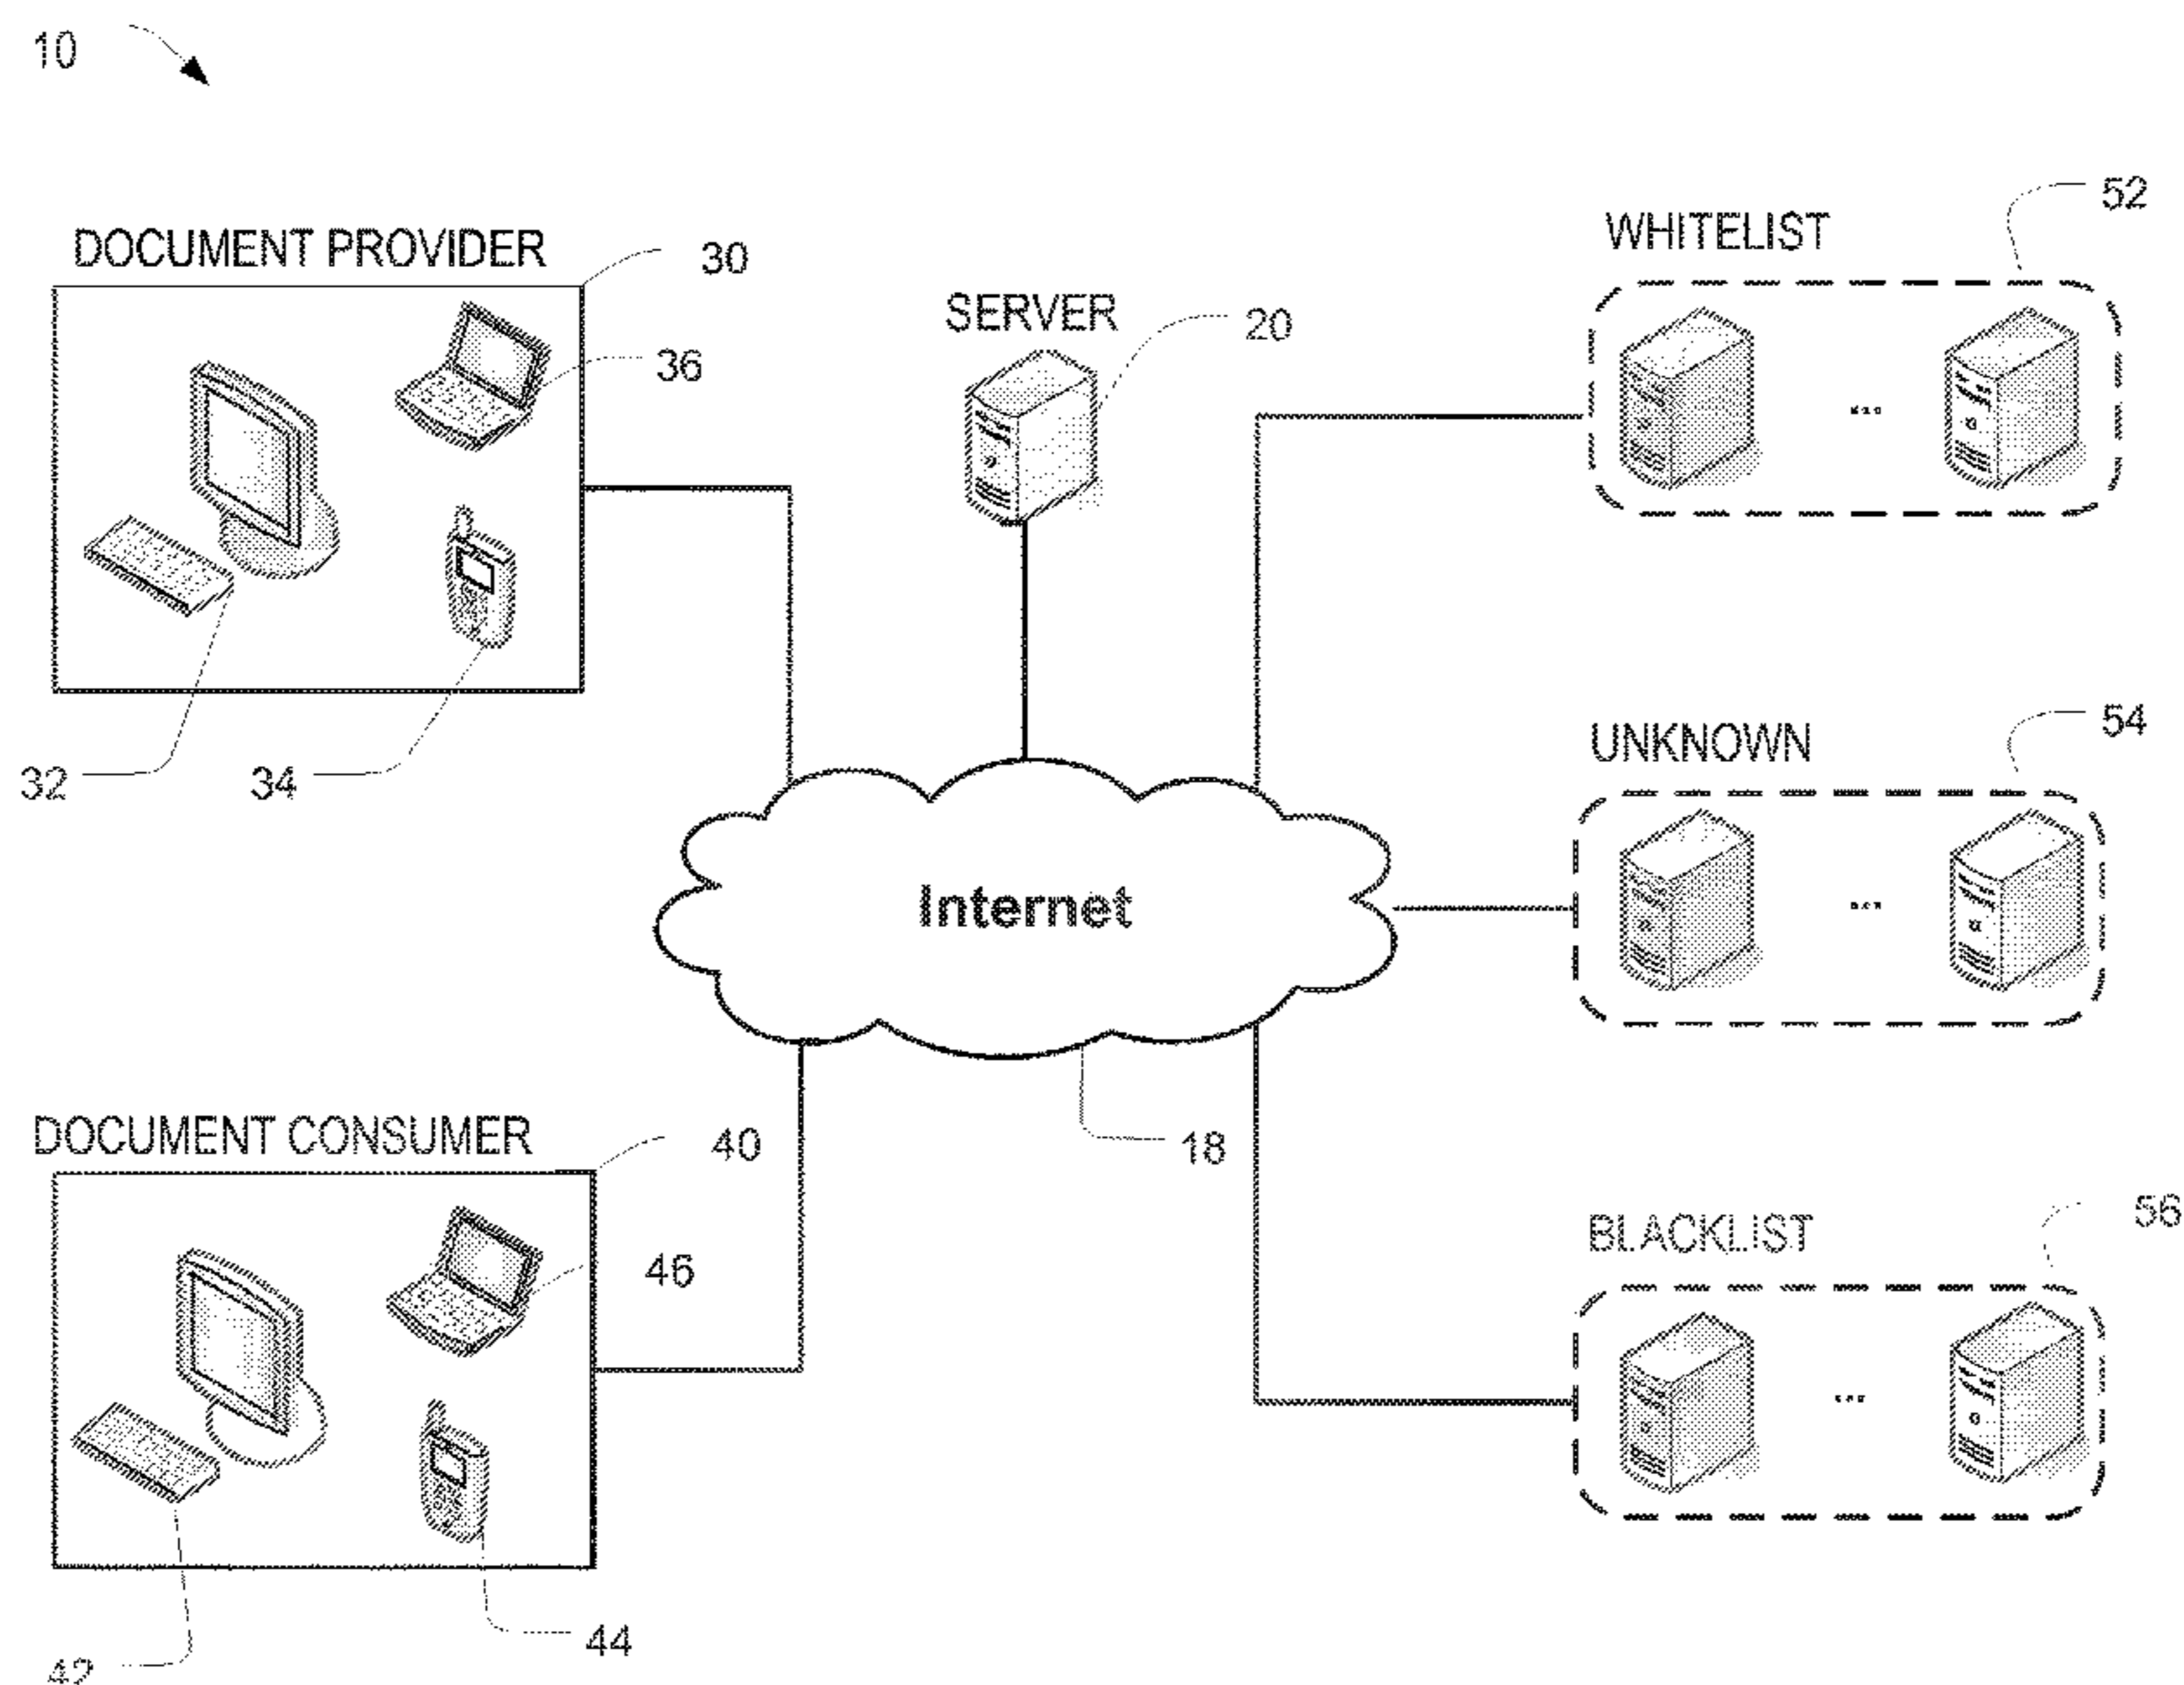 10
52
WHITELIST
DOCUMENT PROVIDER
30
SERVER
20
36
54
UNKNOWN
32
34
Internet
DOCUMENT CONSUMER
40
18
56
BLACKLIST
46
44
42